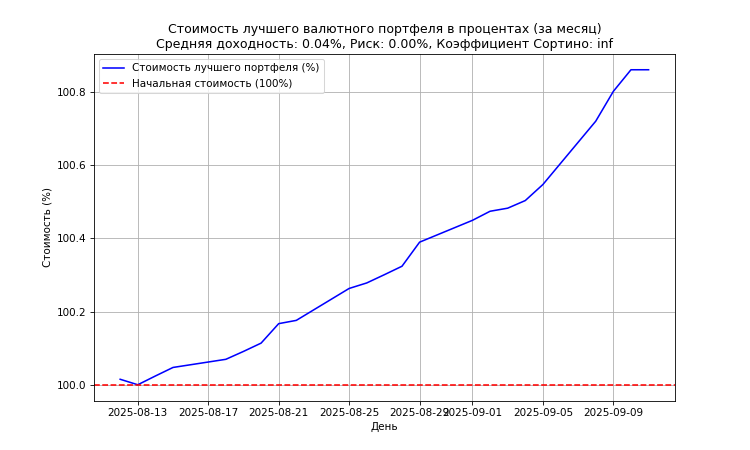 Стоимость лучшего валютного портфеля в процентах (за месяц)
Средняя доходность: 0.04%, Риск: 0.00%, Коэффициент Сортино: inf
Стоимость лучшего портфеля (%)
Начальная стоимость (100%)
Стоимость (%)
100.8
100.6
100.4
100.2
100.0
2025-08-13 2025-08-17 2025-08-21 2025-08-25 2025-08-29 2025-09-01 2025-09-05 2025-09-09
День